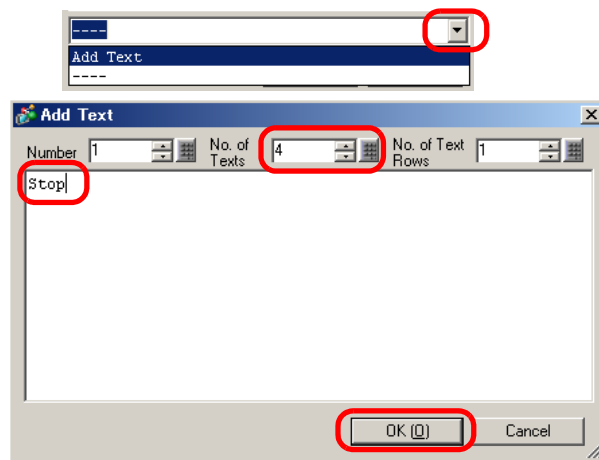 ----
Add Text
----
Add Text
Number 1 No. of Texts 4 No. of Text Rows 1
Stop
OK (O) Cancel